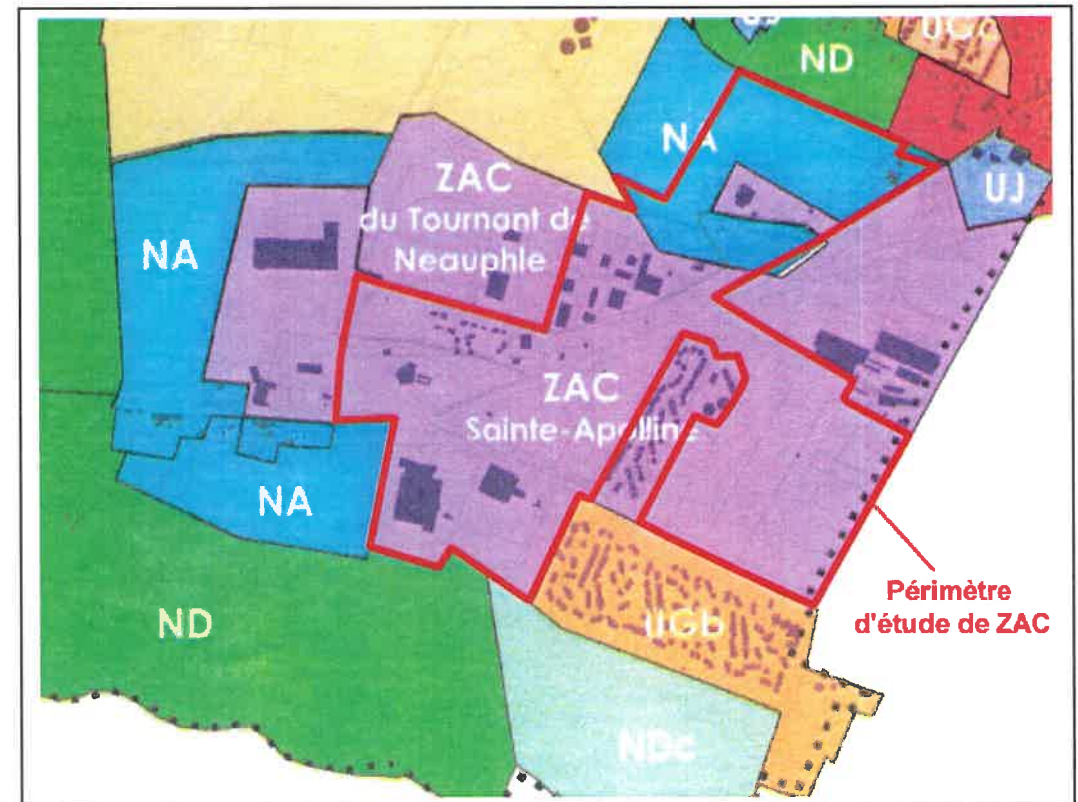 UGc
ND
NA
ZAC
du Tournant de
Neauphle
UJ
NA
ZAC
Sainte-Apolline
NA
Périmètre
d'étude de ZAC
ND
UGb
NDc